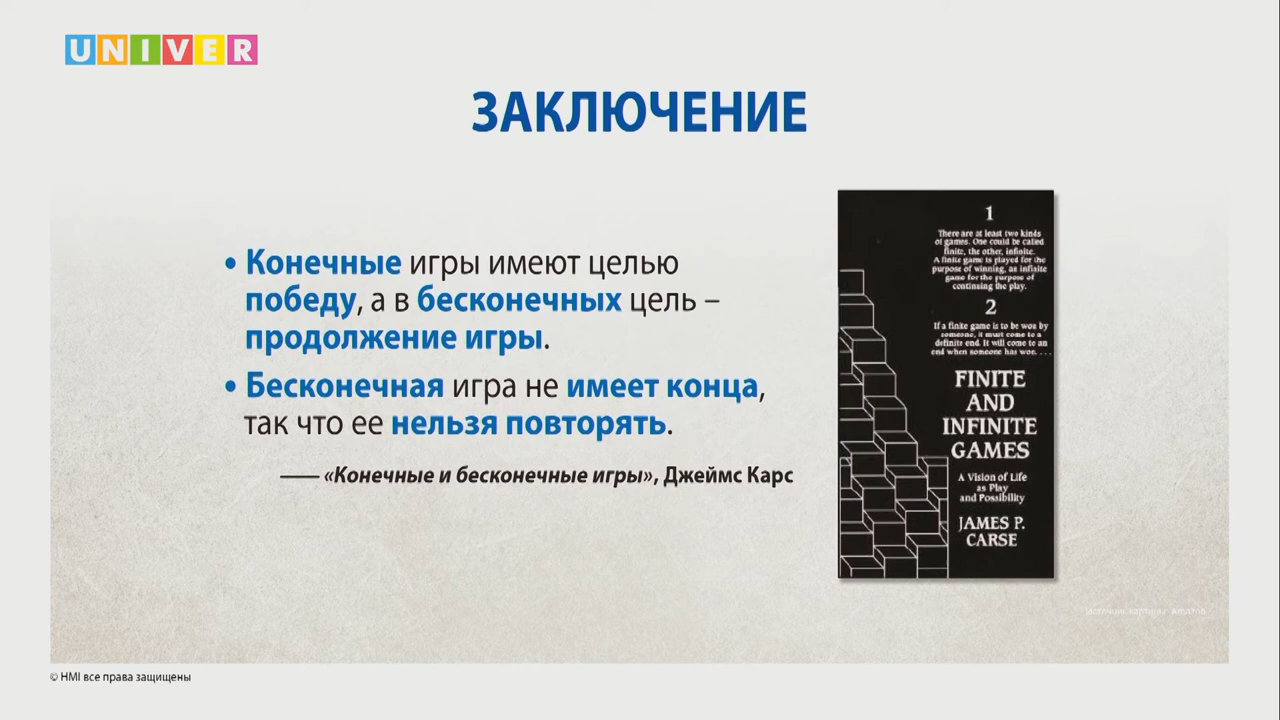 UNIVER
ЗАКЛЮЧЕНИЕ
• Конечные игры имеют целью
победу, а в бесконечных цель –
продолжение игры.
• Бесконечная игра не имеет конца,
так что ее нельзя повторять.
—— «Конечные и бесконечные игры», Джеймс Карс
1
There are at least two kinds
of games. One could be called
finite, the other, infinite.
A finite game is played for the
purpose of winning, an infinite
game for the purpose of
continuing the play.
2
If a finite game is to be won by
someone, it must come to a
definite end. It will come to an
end when someone has won. . . .
FINITE
AND
INFINITE
GAMES
A Vision of Life
as Play
and Possibility
JAMES P.
CARSE
Источник картины: Amazon
© HMI все права защищены